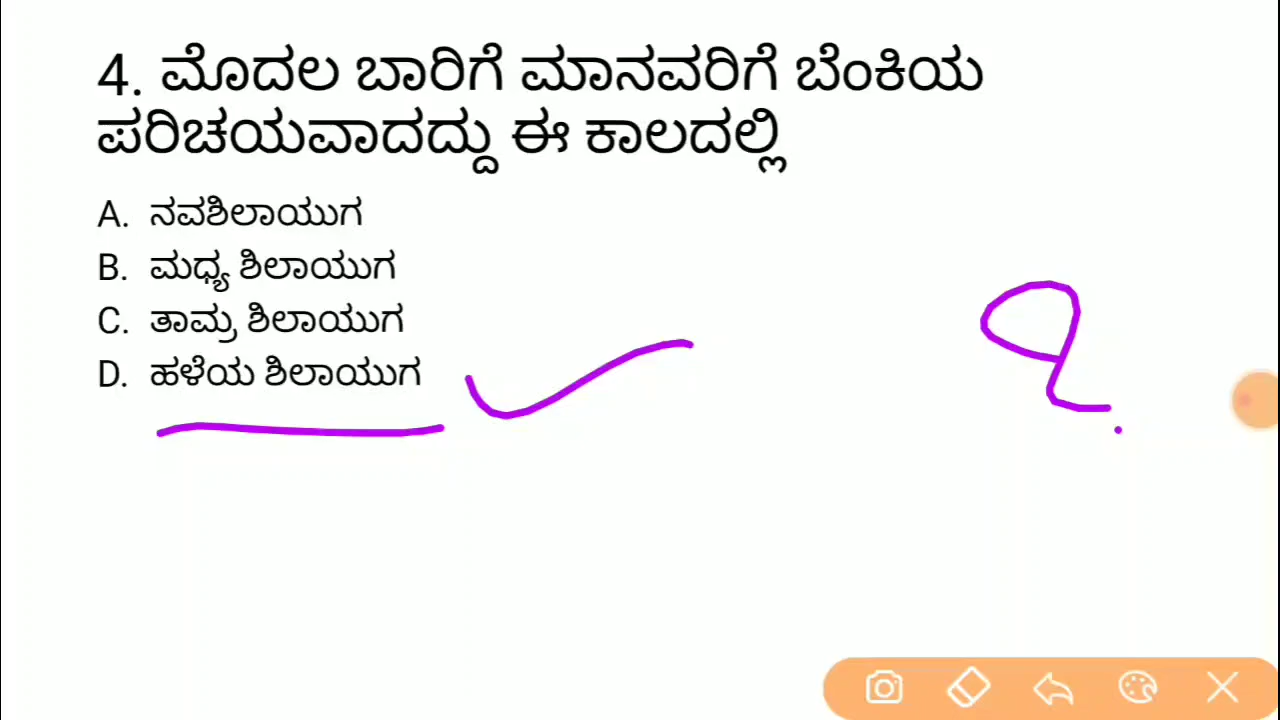 4. ಮೊದಲ ಬಾರಿಗೆ ಮಾನವರಿಗೆ ಬೆಂಕಿಯ
ಪರಿಚಯವಾದದ್ದು ಈ ಕಾಲದಲ್ಲಿ
A. ನವಶಿಲಾಯುಗ
B. ಮಧ್ಯ ಶಿಲಾಯುಗ
C. ತಾಮ್ರ ಶಿಲಾಯುಗ
D. ಹಳೆಯ ಶಿಲಾಯುಗ